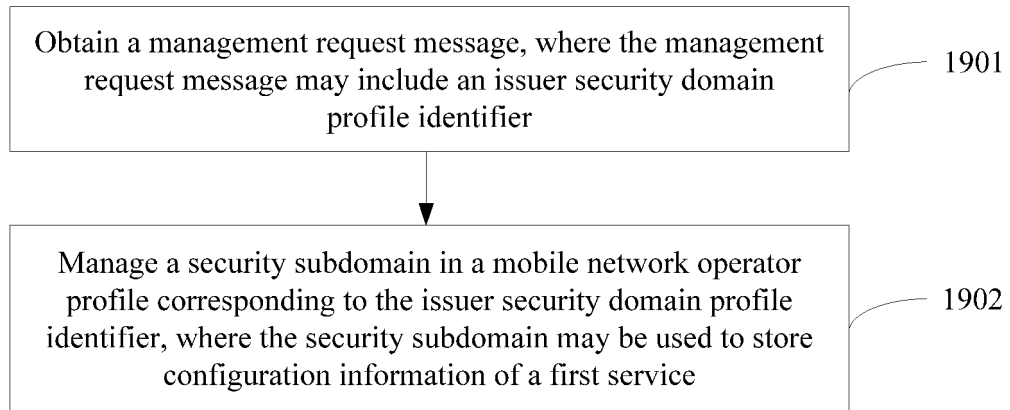 Obtain a management request message, where the management
request message may include an issuer security domain
profile identifier
1901
Manage a security subdomain in a mobile network operator
profile corresponding to the issuer security domain profile
identifier, where the security subdomain may be used to store
configuration information of a first service
1902